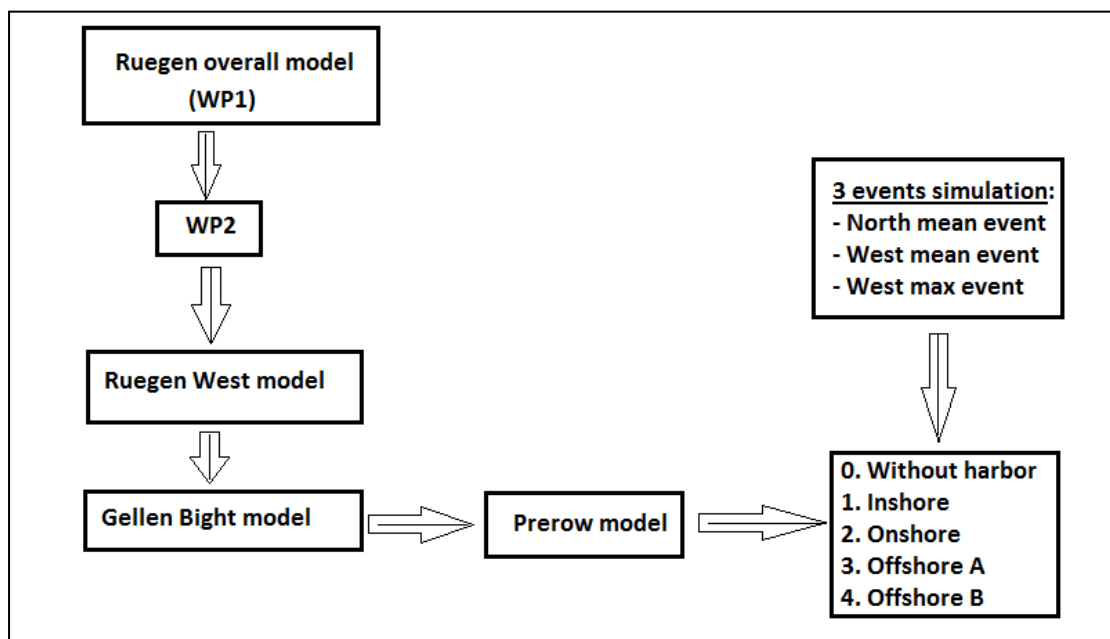 Ruegen overall model
(WP1)
WP2
Ruegen West model
Gellen Bight model
Prerow model
3 events simulation:
- North mean event
- West mean event
- West max event
0. Without harbor
1. Inshore
2. Onshore
3. Offshore A
4. Offshore B